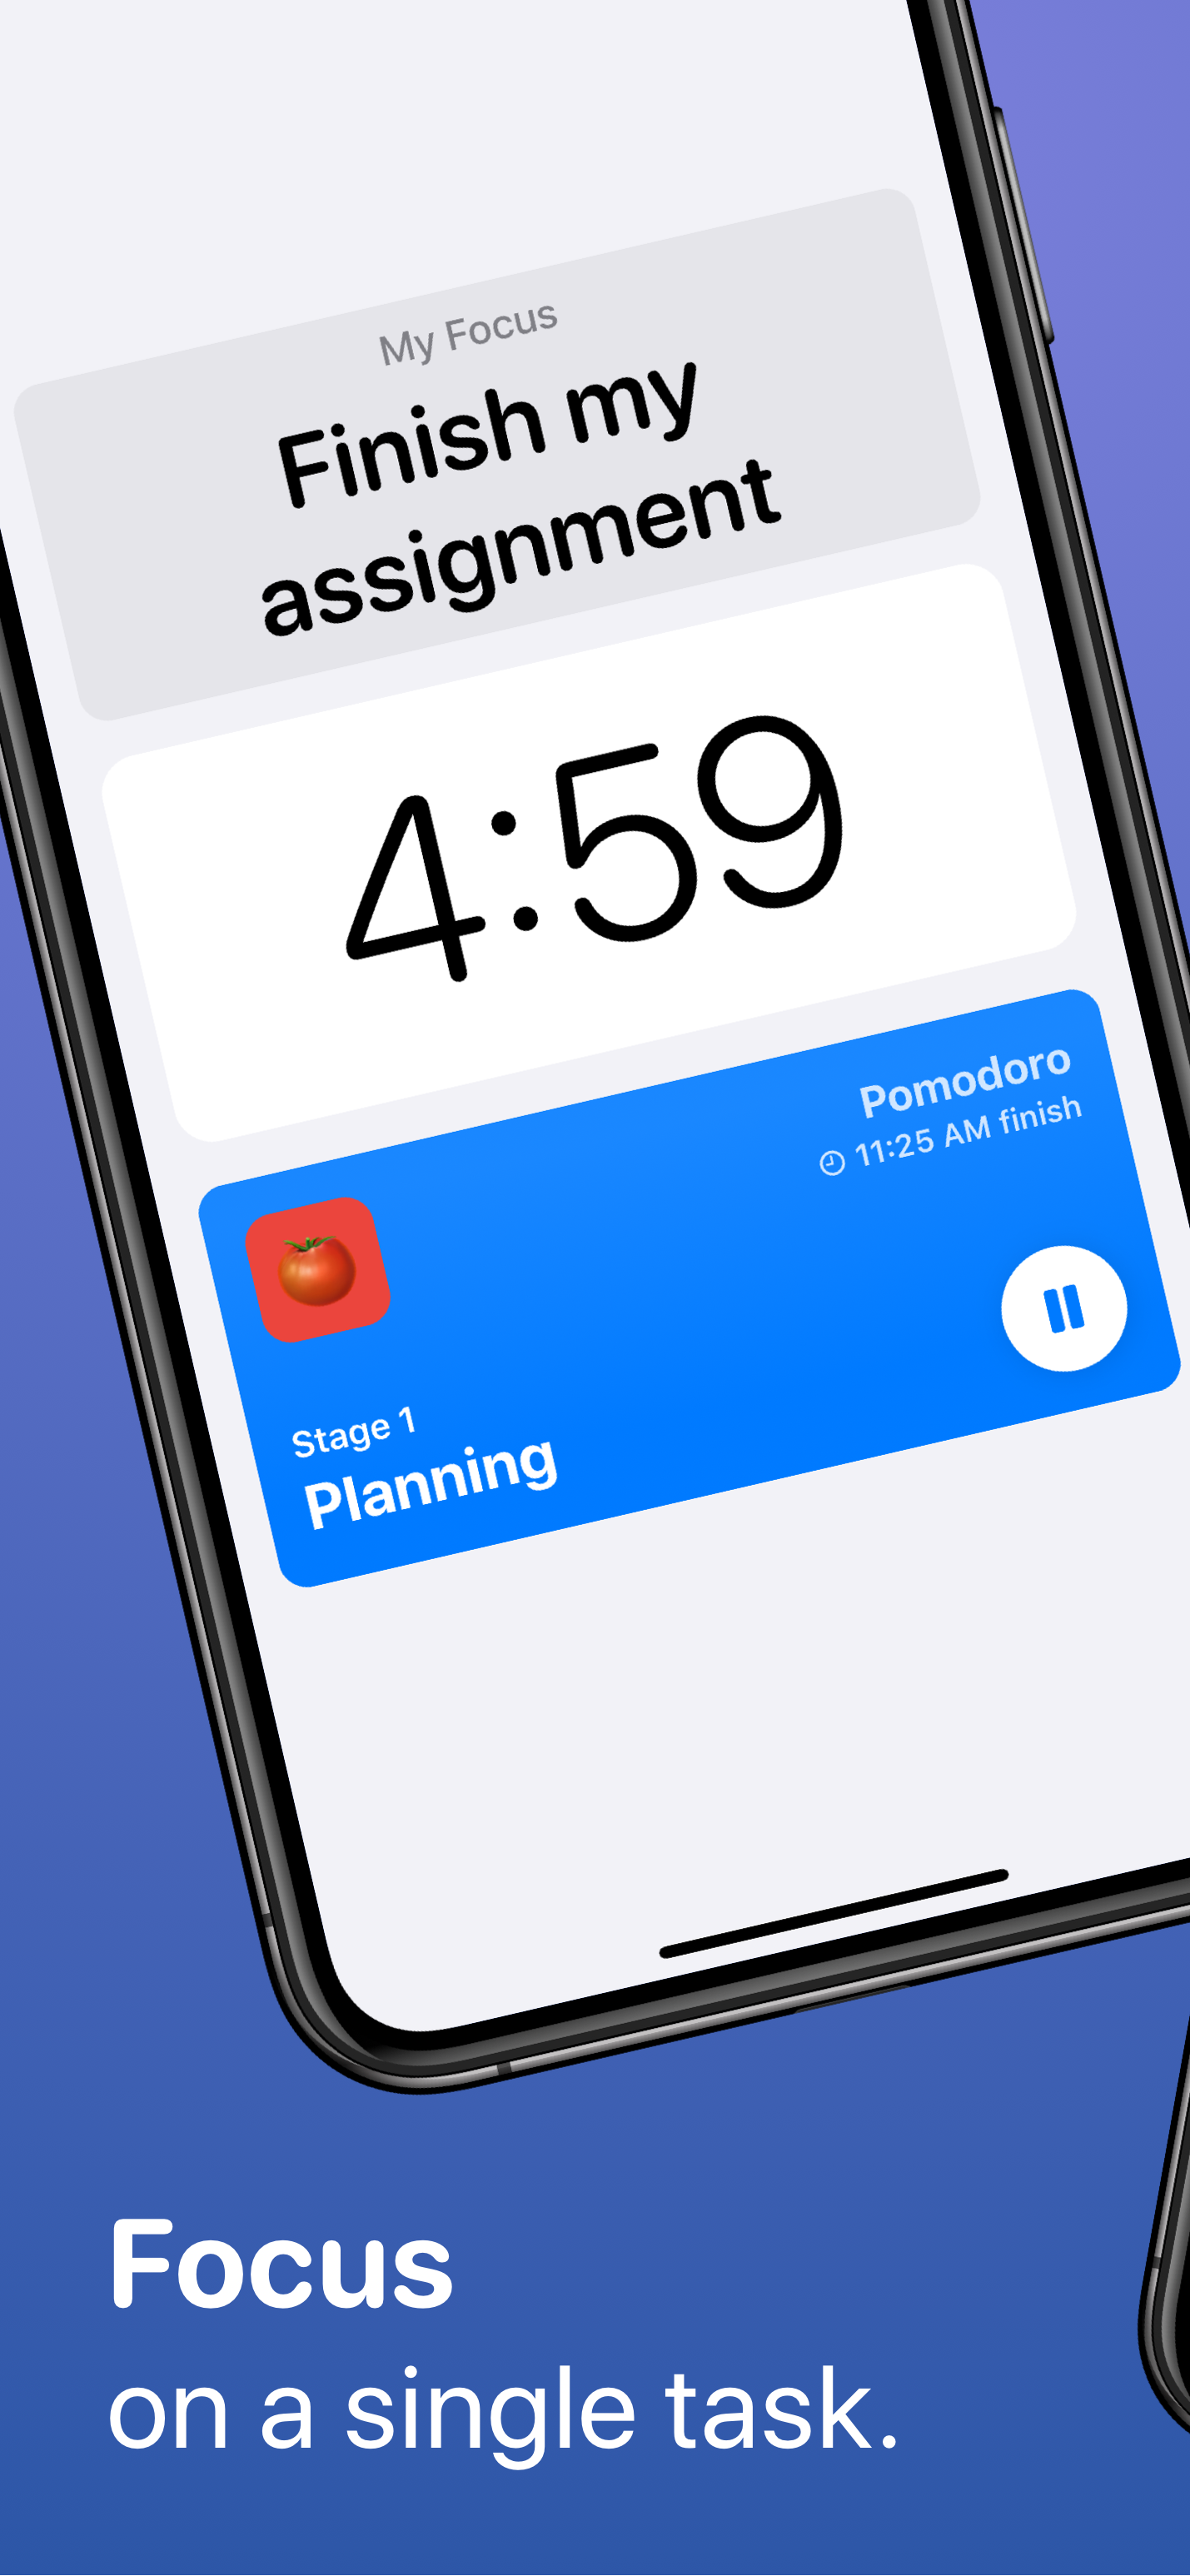 My Focus
Finish my
assignment
4:59
Pomodoro
11:25 AM finish
Stage 1
Planning
Focus
on a single task.